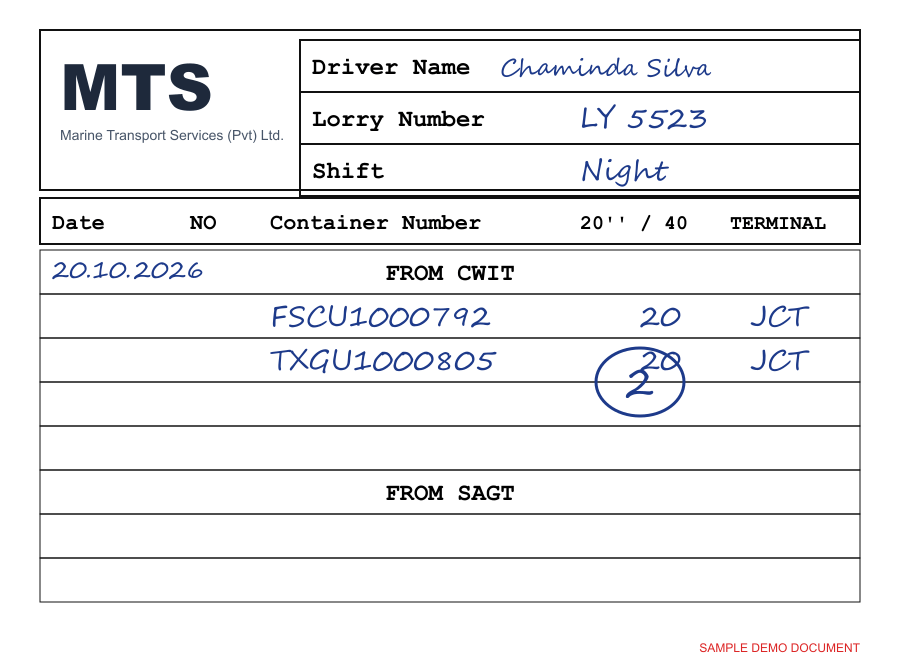 MTS
Marine Transport Services (Pvt) Ltd.
Driver Name Chaminda Silva
Lorry Number LY 5523
Shift Night
Date NO Container Number 20'' / 40 TERMINAL
20.10.2026 FROM CWIT
FSCU1000792 20 JCT
TXGU1000805 20 JCT
2
FROM SAGT
SAMPLE DEMO DOCUMENT